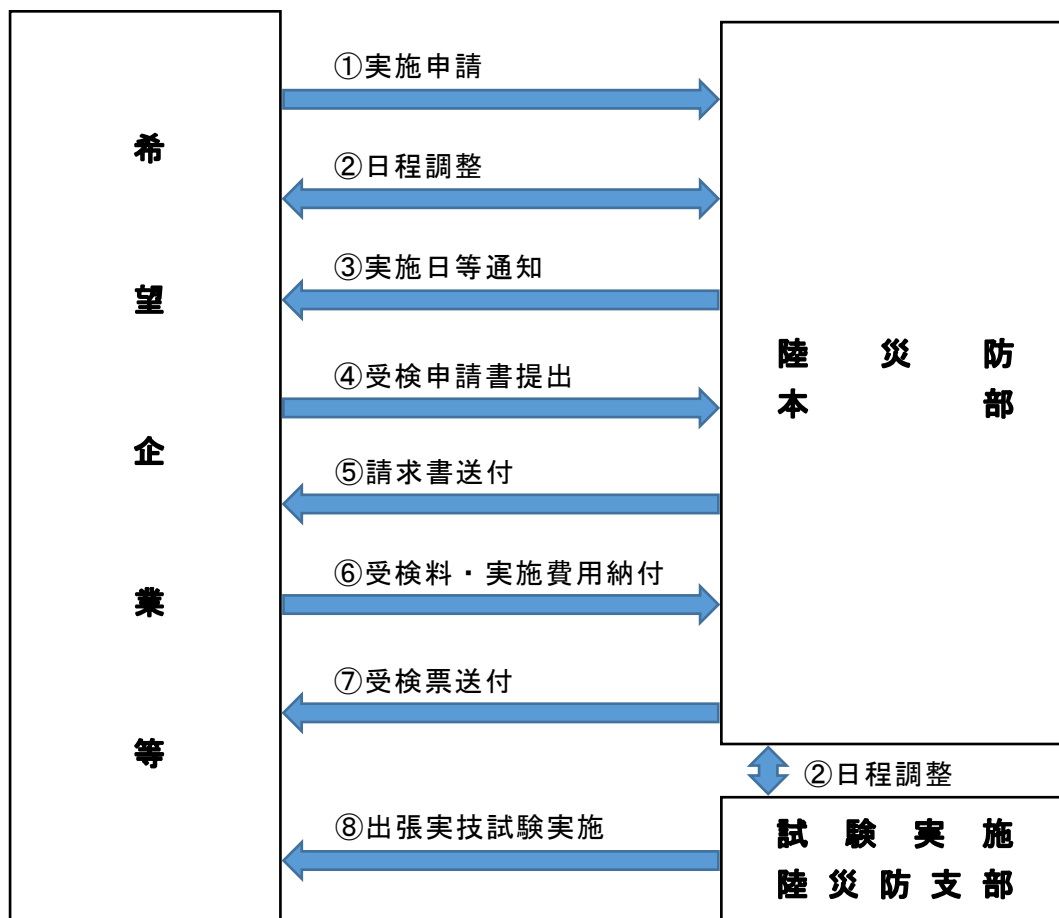 希望企業等
①実施申請
②日程調整
③実施日等通知
④受検申請書提出
⑤請求書送付
⑥受検料・実施費用納付
⑦受検票送付
⑧出張実技試験実施
陸災防
本部
②日程調整
試験実施
陸災防支部